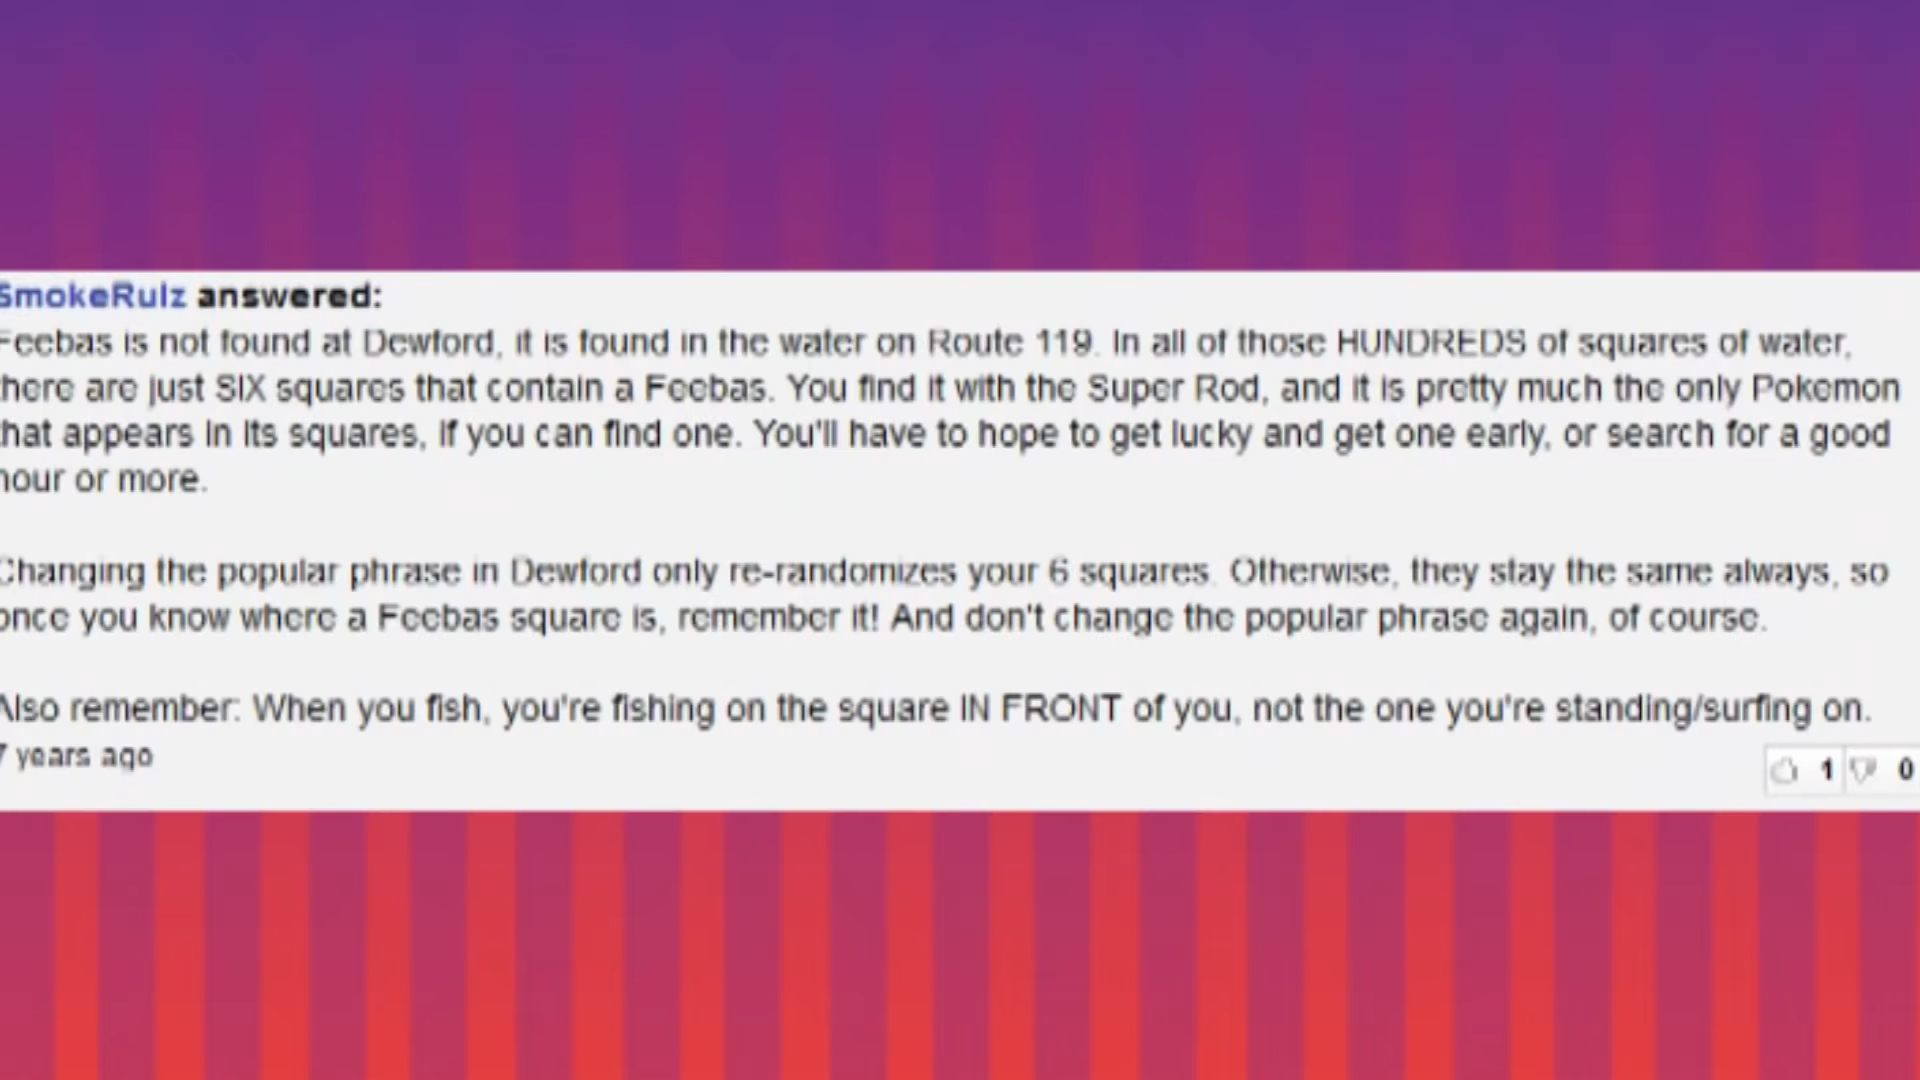 SmokeRulz answered:
Feebas is not found at Dewford, it is found in the water on Route 119. In all of those HUNDREDS of squares of water,
there are just SIX squares that contain a Feebas. You find it with the Super Rod, and it is pretty much the only Pokemon
that appears in its squares, if you can find one. You'll have to hope to get lucky and get one early, or search for a good
hour or more.
Changing the popular phrase in Dewford only re-randomizes your 6 squares. Otherwise, they stay the same always, so
once you know where a Feebas square is, remember it! And don't change the popular phrase again, of course.
Also remember: When you fish, you're fishing on the square IN FRONT of you, not the one you're standing/surfing on.
7 years ago
1 0